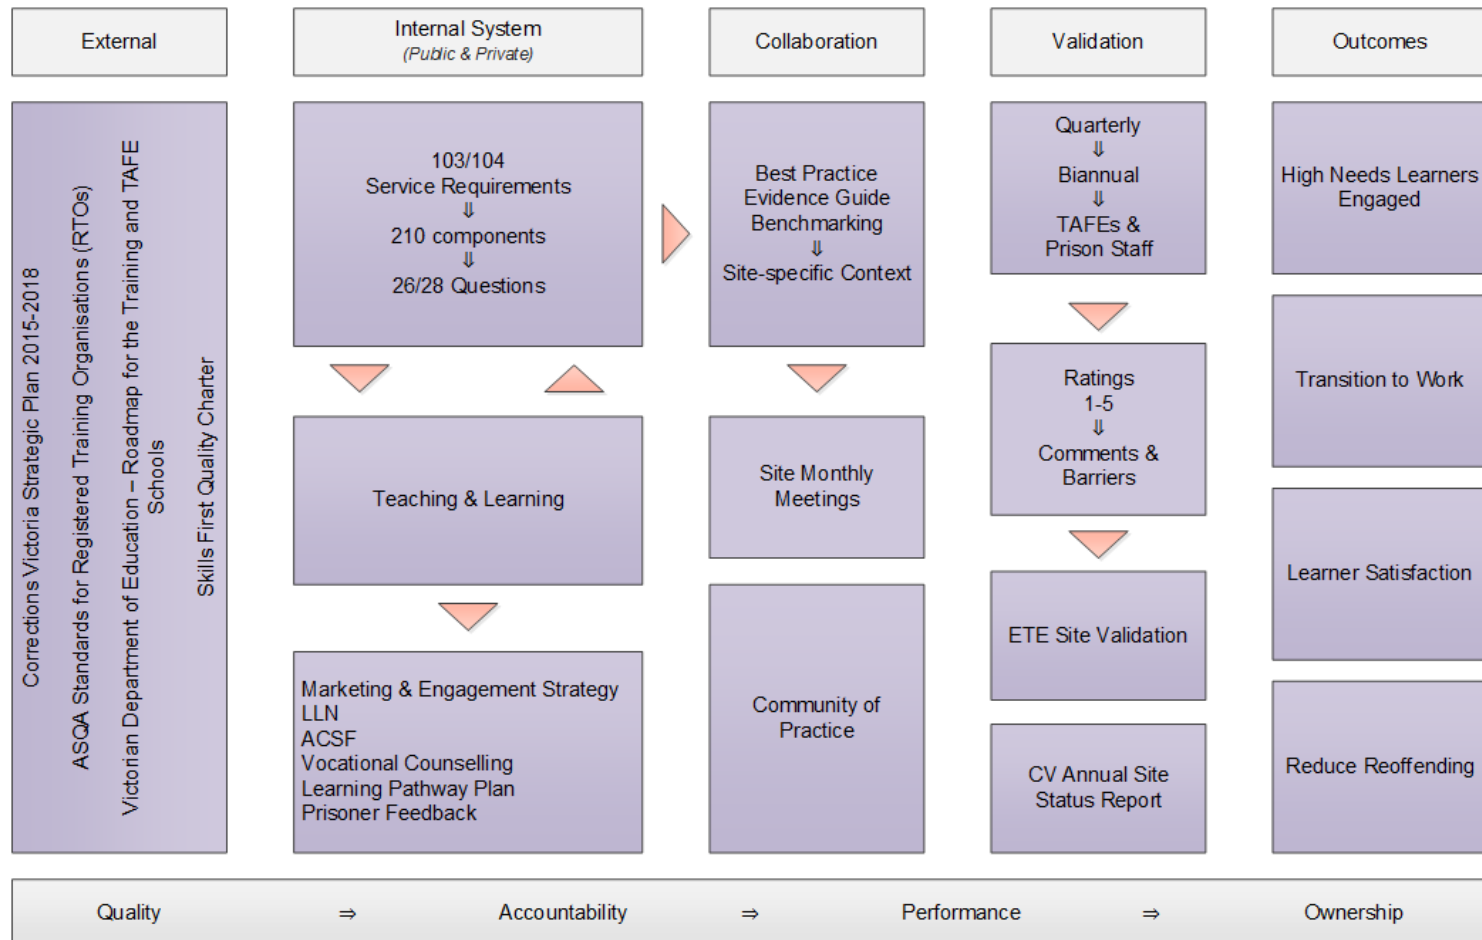 External
Internal System
(Public & Private)
Collaboration
Validation
Outcomes
Corrections Victoria Strategic Plan 2015-2018
ASQA Standards for Registered Training Organisations (RTOs)
Victorian Department of Education – Roadmap for the Training and TAFE
Schools
Skills First Quality Charter
103/104
Service Requirements
⇓
210 components
⇓
26/28 Questions
Teaching & Learning
Marketing & Engagement Strategy
LLN
ACSF
Vocational Counselling
Learning Pathway Plan
Prisoner Feedback
Best Practice
Evidence Guide
Benchmarking
⇓
Site-specific Context
Site Monthly
Meetings
Community of
Practice
Quarterly
⇓
Biannual
⇓
TAFEs &
Prison Staff
Ratings
1-5
⇓
Comments &
Barriers
ETE Site Validation
CV Annual Site
Status Report
High Needs Learners
Engaged
Transition to Work
Learner Satisfaction
Reduce Reoffending
Quality ⇒ Accountability ⇒ Performance ⇒ Ownership